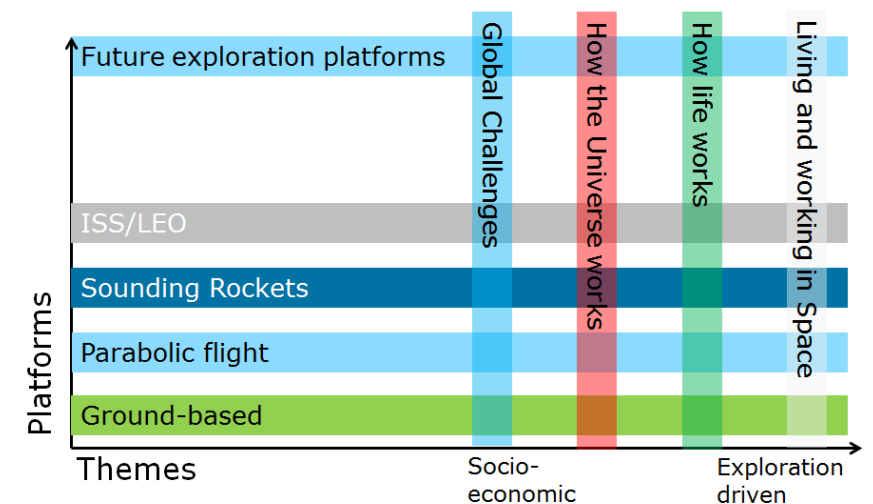 Future exploration platforms
ISS/LEO
Sounding Rockets
Parabolic flight
Ground-based
Platforms
Global Challenges
How the Universe works
How life works
Living and working in Space
Themes
Socio-
economic
Exploration
driven